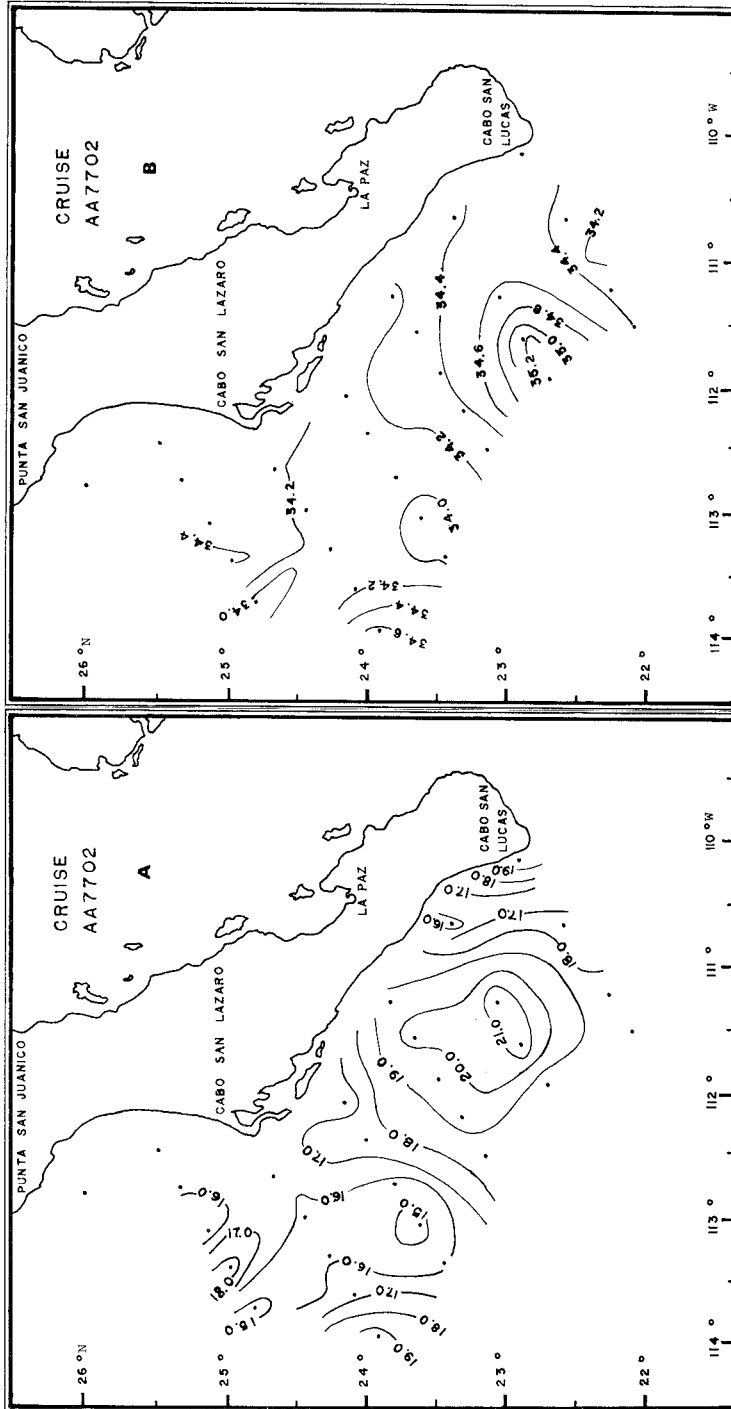 CRUISE
AA7702
B
PUNTA SAN JUANICO
CABO SAN LAZARO
LA PAZ
CABO SAN
LUCAS
26°N
25°
24°
23°
22°
114°
113°
112°
111°
110°W
34.4
34.2
34.0
34.2
34.4
34.6
34.0
34.2
34.4
34.6
34.8
35.0
35.2
34.4
34.2
CRUISE
AA7702
A
PUNTA SAN JUANICO
CABO SAN LAZARO
LA PAZ
CABO SAN
LUCAS
26°N
25°
24°
23°
22°
114°
113°
112°
111°
110°W
16.0
17.0
18.0
15.0
16.0
17.0
15.0
16.0
17.0
18.0
19.0
18.0
19.0
20.0
21.0
16.0
17.0
18.0
17.0
18.0
19.0